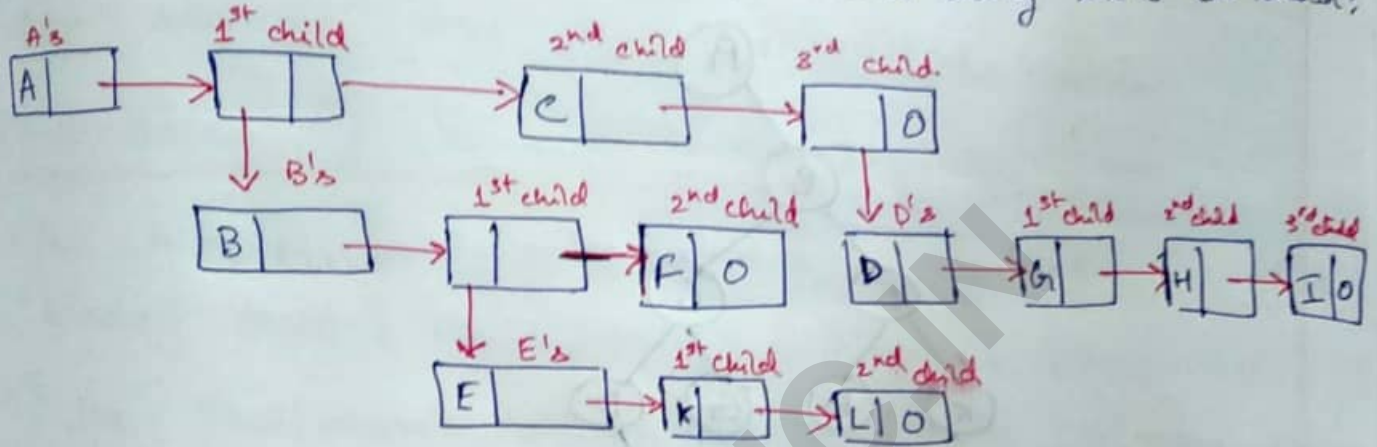 A's 1st child 2nd child 3rd child.
A C 0
B's 1st child 2nd child D's 1st child 2nd child 3rd child
B F 0 D G H I 0
E's 1st child 2nd child
E K L 0